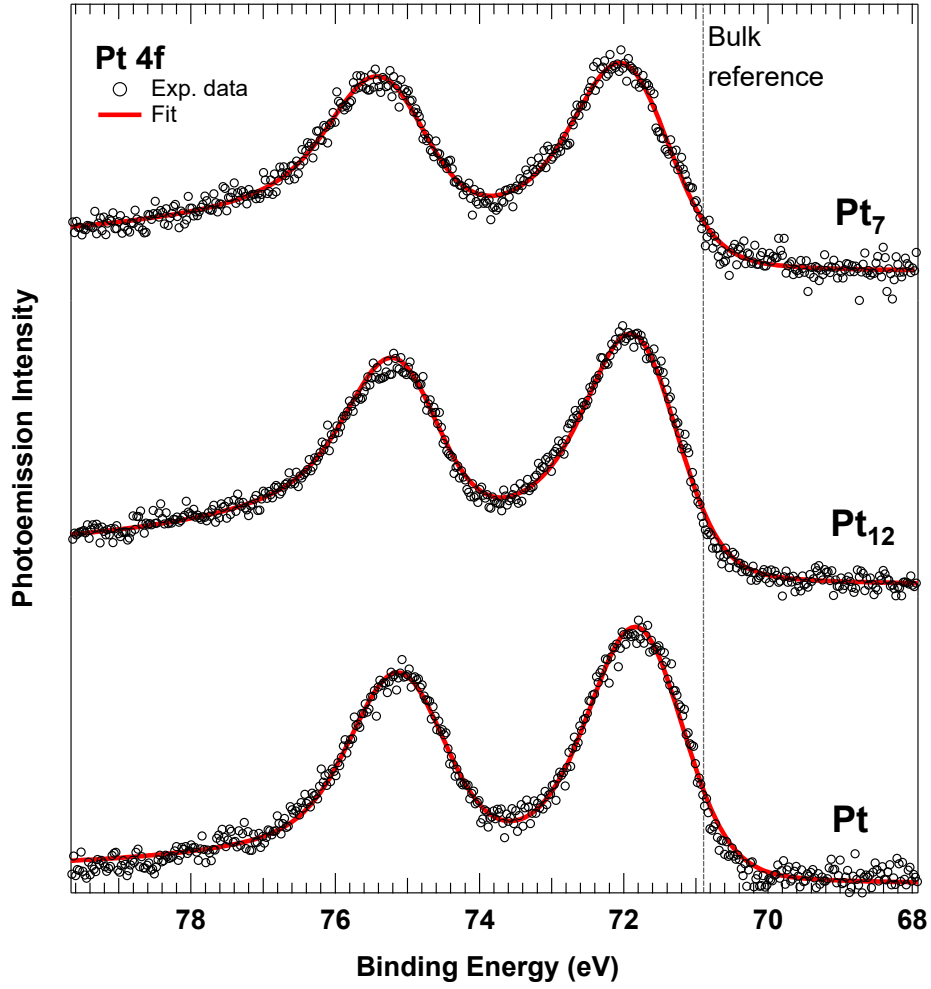 Pt 4f
Exp. data
Fit
Bulk
reference
Pt₇
Pt₁₂
Pt
Photoemission Intensity
78 76 74 72 70 68
Binding Energy (eV)